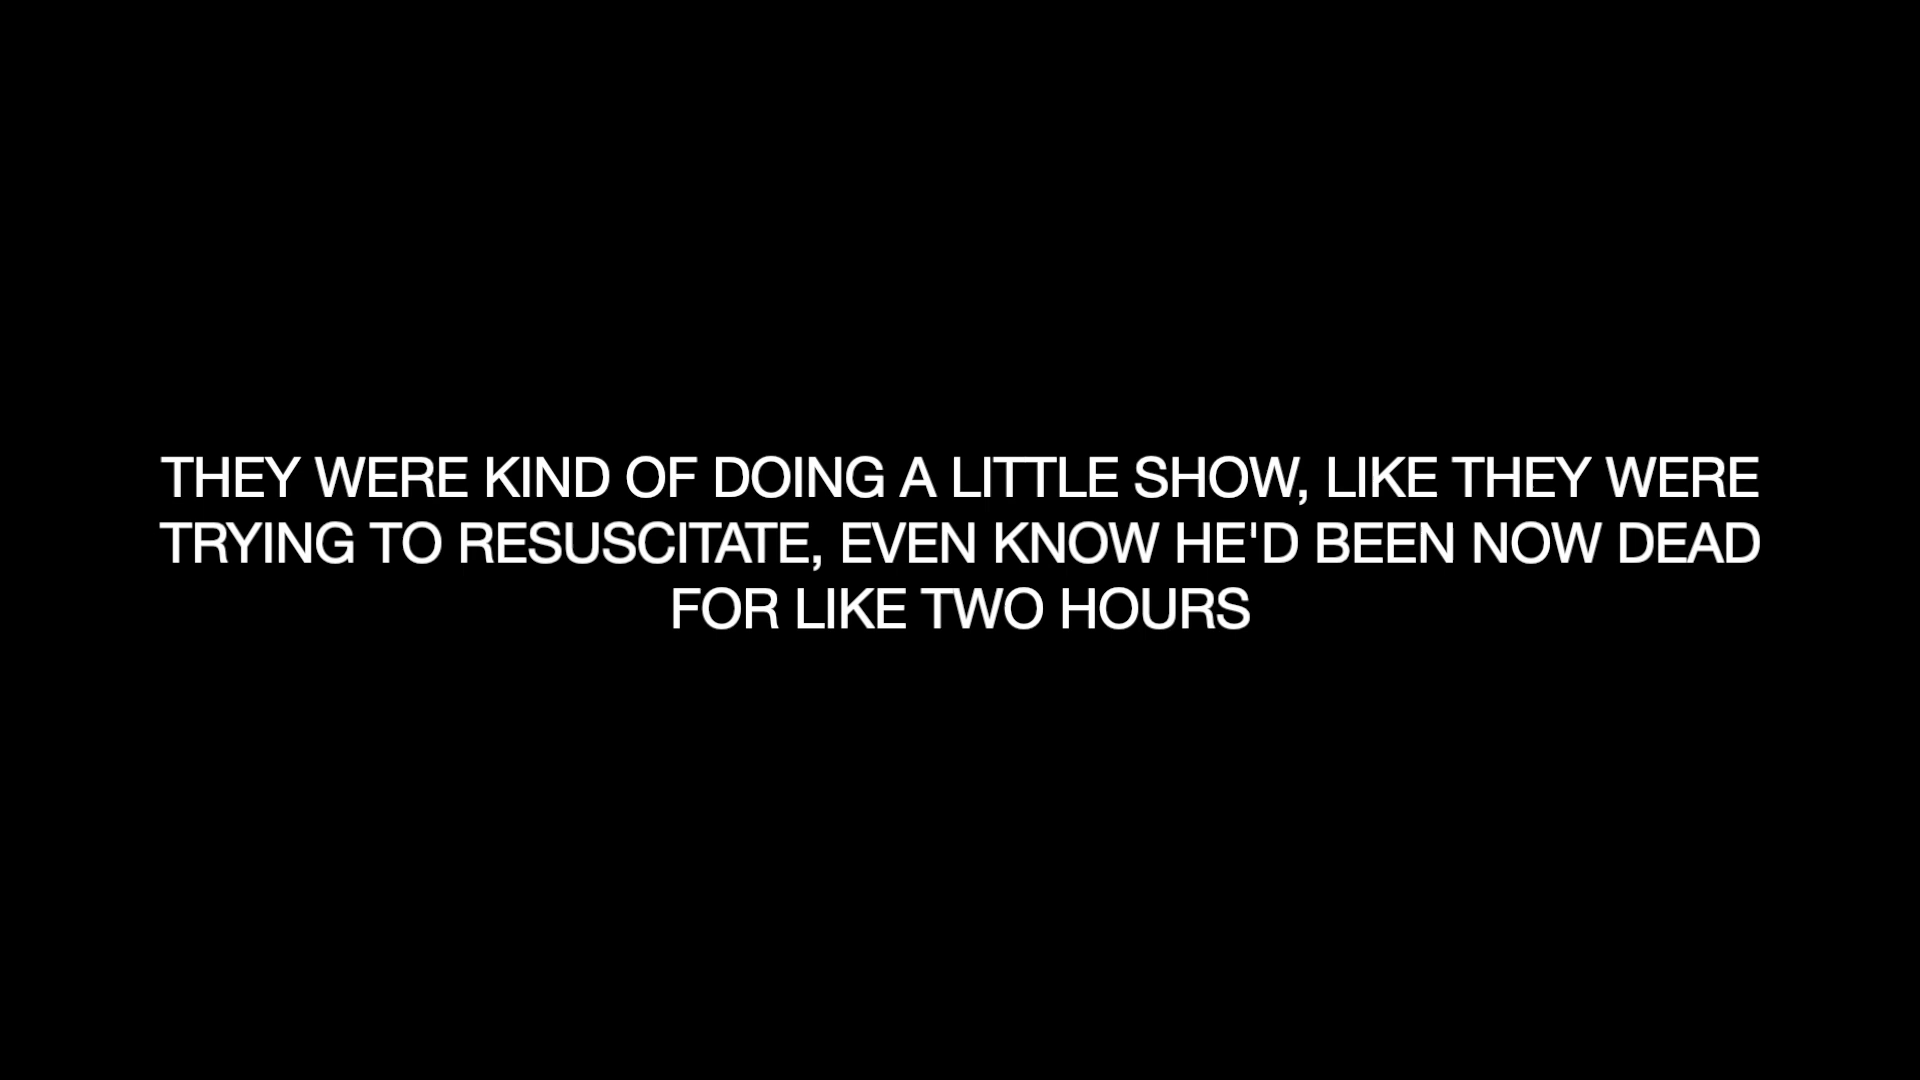 THEY WERE KIND OF DOING A LITTLE SHOW, LIKE THEY WERE
TRYING TO RESUSCITATE, EVEN KNOW HE'D BEEN NOW DEAD
FOR LIKE TWO HOURS